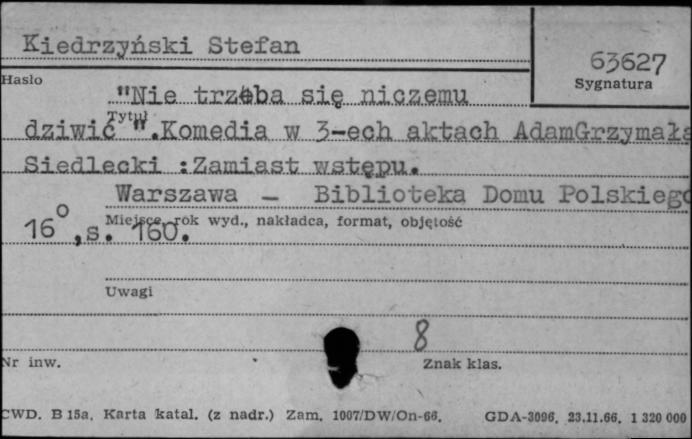 Kiedrzyński Stefan
63627
Hasło
Sygnatura
"Nie trzeba się niczemu
Tytuł
dziwić ".Komedia w 3-ech aktach AdamGrzymała
Siedlecki :Zamiast wstępu.
Warszawa – Biblioteka Domu Polskiego
Miejsce, rok wyd., nakładca, format, objętość
16°,s. 160.
Uwagi
8
Nr inw.
Znak klas.
CWD. B 15a. Karta katal. (z nadr.) Zam. 1007/DW/On-66. GDA-3096. 23.11.66. 1 320 000